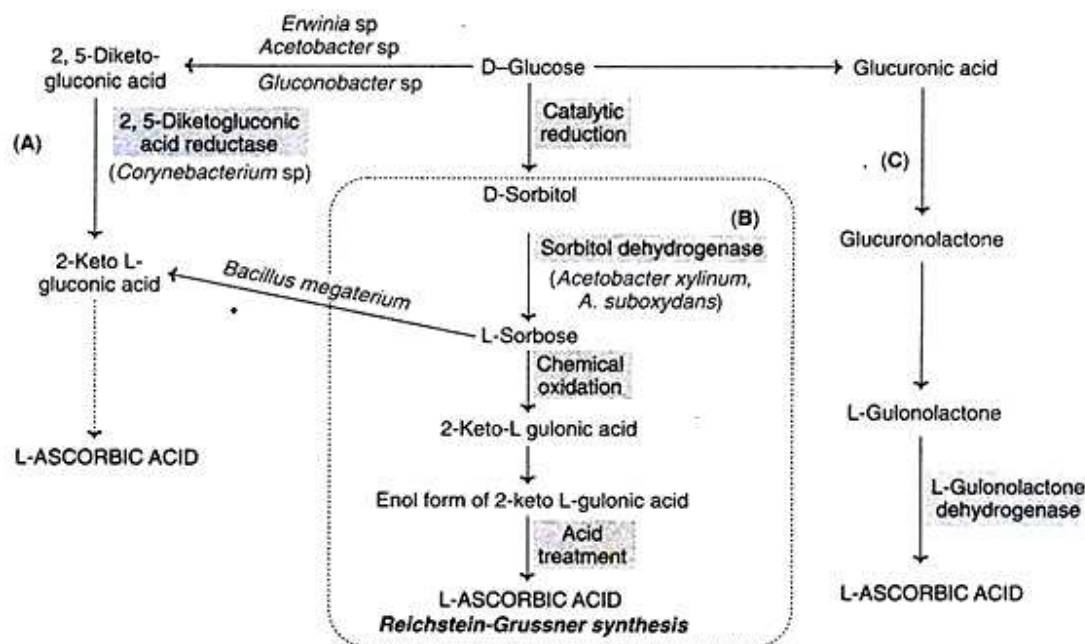 Erwinia sp
Acetobacter sp
2, 5-Diketo-
gluconic acid
Gluconobacter sp
D–Glucose
Glucuronic acid
(A)
2, 5-Diketogluconic
acid reductase
(Corynebacterium sp)
Catalytic
reduction
(C)
D-Sorbitol
(B)
Sorbitol dehydrogenase
(Acetobacter xylinum,
A. suboxydans)
Glucuronolactone
2-Keto L-
gluconic acid
Bacillus megaterium
L-Sorbose
Chemical
oxidation
L-Gulonolactone
2-Keto-L gulonic acid
L-ASCORBIC ACID
Enol form of 2-keto L-gulonic acid
L-Gulonolactone
dehydrogenase
Acid
treatment
L-ASCORBIC ACID
Reichstein-Grussner synthesis
L-ASCORBIC ACID